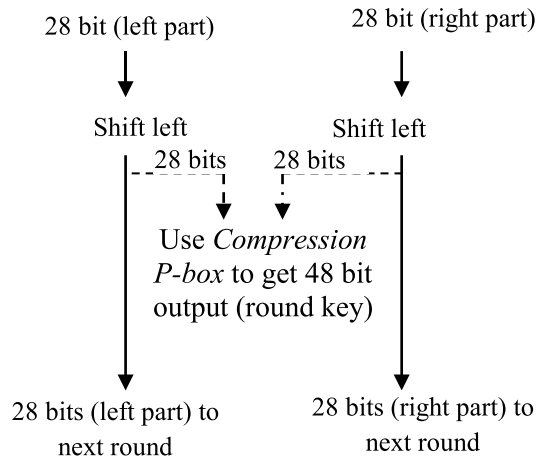 28 bit (left part)
28 bit (right part)
Shift left
Shift left
28 bits
28 bits
Use Compression
P-box to get 48 bit
output (round key)
28 bits (left part) to
next round
28 bits (right part) to
next round